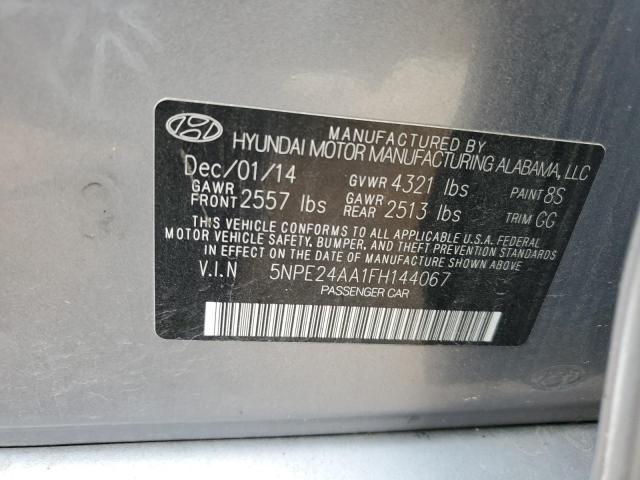 MANUFACTURED BY
HYUNDAI MOTOR MANUFACTURING ALABAMA, LLC
Dec/01/14 GVWR 4321 lbs PAINT 8S
GAWR FRONT 2557 lbs GAWR REAR 2513 lbs TRIM CG
THIS VEHICLE CONFORMS TO ALL APPLICABLE U.S.A. FEDERAL
MOTOR VEHICLE SAFETY, BUMPER, AND THEFT PREVENTION STANDARDS
IN EFFECT ON THE DATE OF MANUFACTURE SHOWN ABOVE.
V.I.N 5NPE24AA1FH144067
PASSENGER CAR